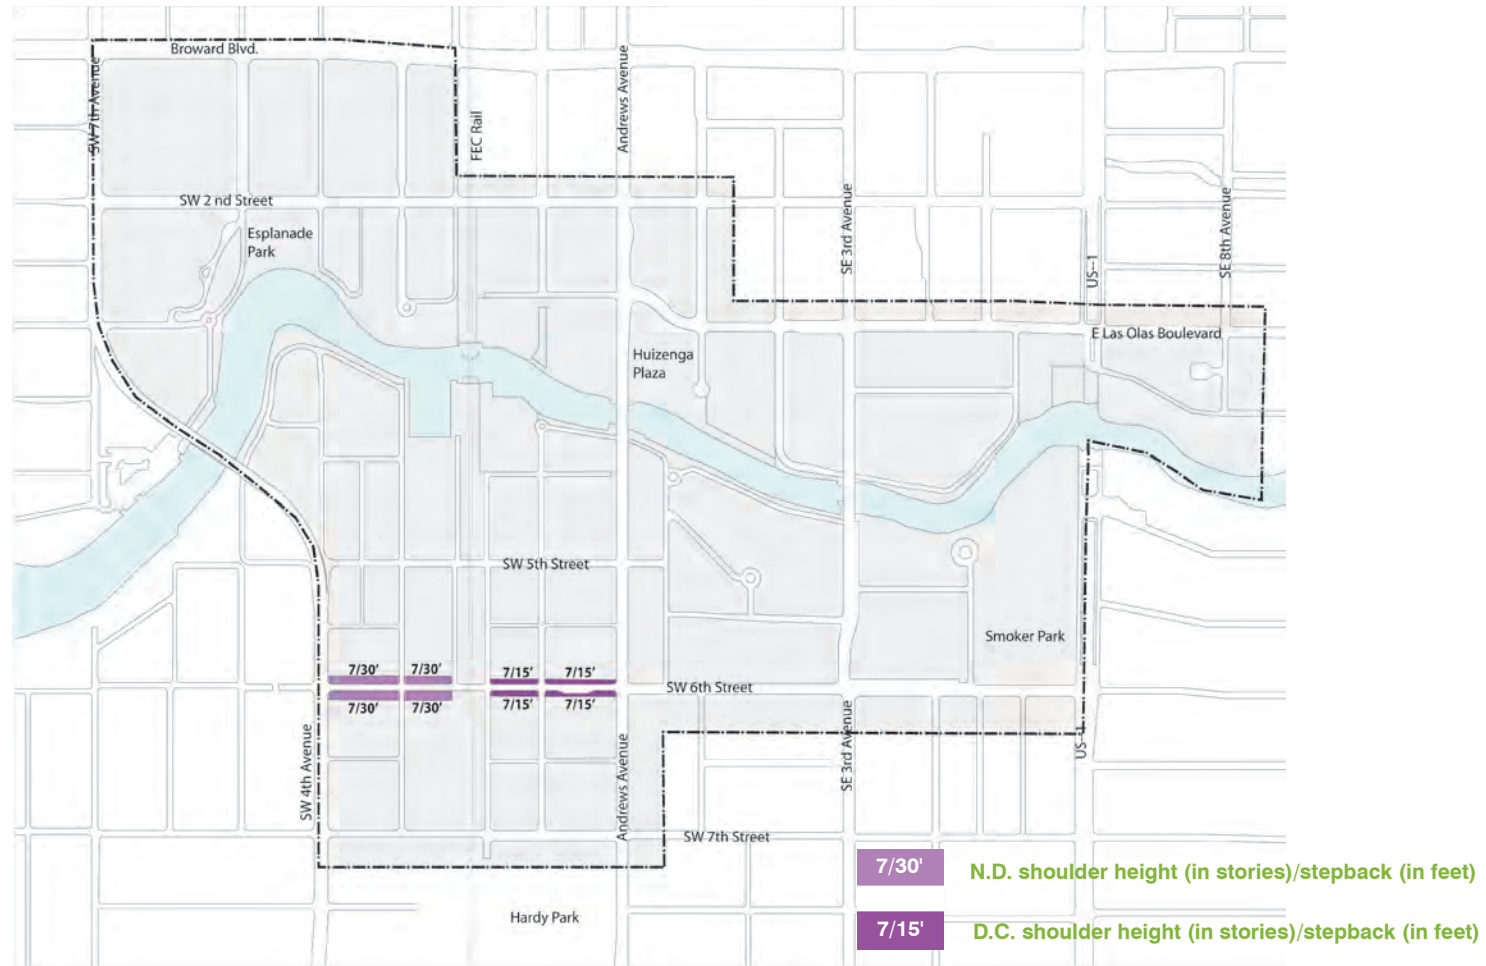 Broward Blvd.
SW 7th Avenue
FEC Rail
Andrews Avenue
SW 2 nd Street
SE 3rd Avenue
SE 8th Avenue
Esplanade
Park
US--1
E Las Olas Boulevard
Huizenga
Plaza
SW 5th Street
Smoker Park
7/30'
7/30'
7/15'
7/15'
SW 6th Street
7/30'
7/30'
7/15'
7/15'
SW 4th Avenue
Andrews Avenue
SE 3rd Avenue
US--1
SW 7th Street
7/30'
N.D. shoulder height (in stories)/stepback (in feet)
Hardy Park
7/15'
D.C. shoulder height (in stories)/stepback (in feet)